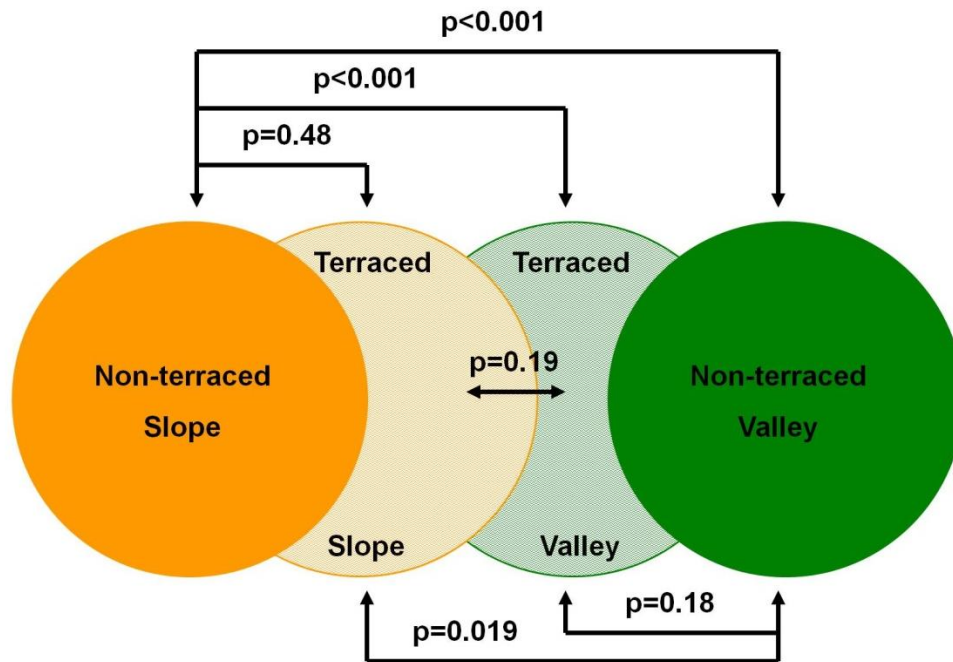 p<0.001
p<0.001
p=0.48
Terraced
Terraced
p=0.19
Non-terraced
Slope
Non-terraced
Valley
Slope
Valley
p=0.18
p=0.019